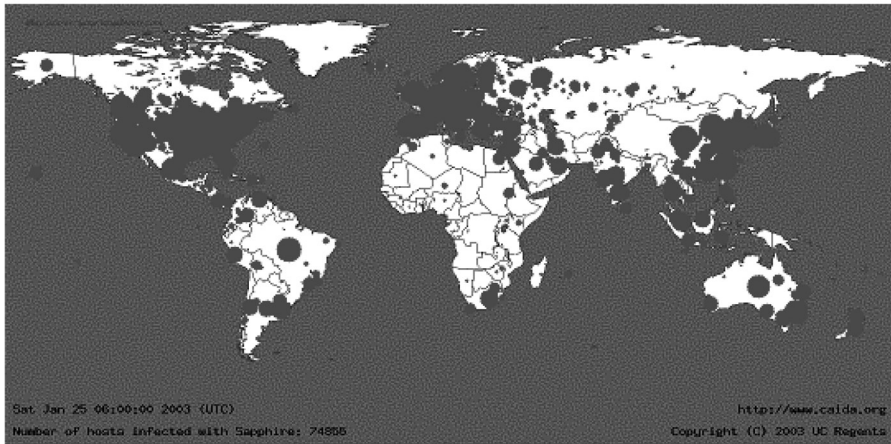 Sat Jan 25 06:00:00 2003 (UTC)
http://www.caida.org
Number of hosts infected with Sapphire: 74855
Copyright (C) 2003 UC Regents